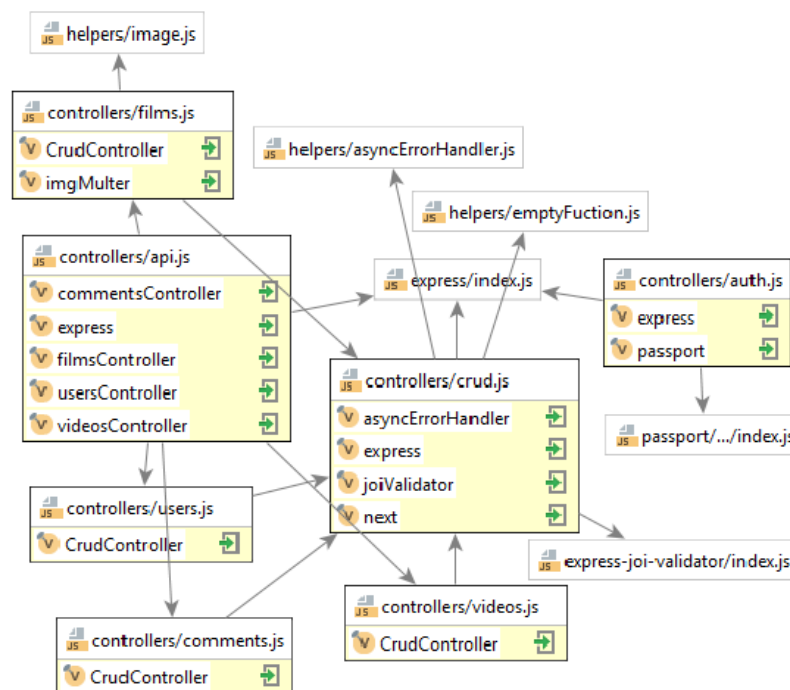 helpers/image.js
controllers/films.js
CrudController
imgMulter
helpers/asyncErrorHandler.js
helpers/emptyFuction.js
controllers/api.js
commentsController
express
filmsController
usersController
videosController
express/index.js
controllers/auth.js
express
passport
controllers/crud.js
asyncErrorHandler
express
joiValidator
next
passport/.../index.js
controllers/users.js
CrudController
express-joi-validator/index.js
controllers/videos.js
CrudController
controllers/comments.js
CrudController